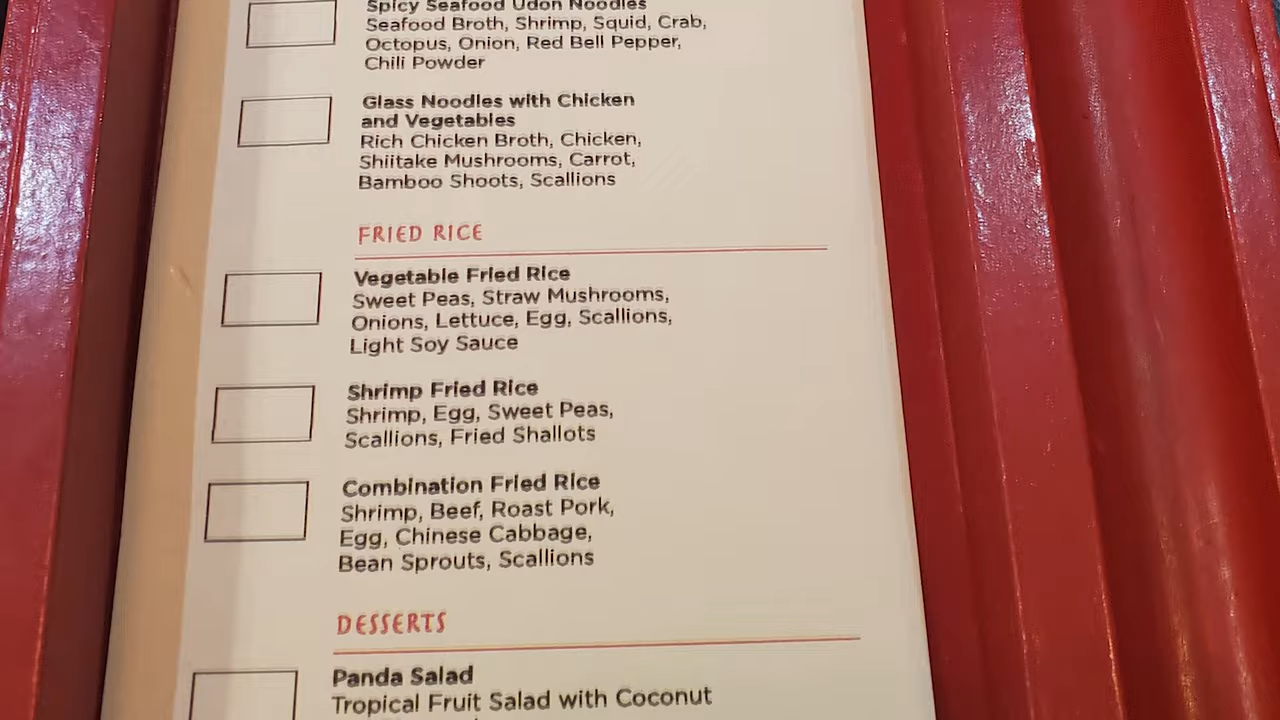 Spicy Seafood Udon Noodles
Seafood Broth, Shrimp, Squid, Crab,
Octopus, Onion, Red Bell Pepper,
Chili Powder
Glass Noodles with Chicken
and Vegetables
Rich Chicken Broth, Chicken,
Shiitake Mushrooms, Carrot,
Bamboo Shoots, Scallions
FRIED RICE
Vegetable Fried Rice
Sweet Peas, Straw Mushrooms,
Onions, Lettuce, Egg, Scallions,
Light Soy Sauce
Shrimp Fried Rice
Shrimp, Egg, Sweet Peas,
Scallions, Fried Shallots
Combination Fried Rice
Shrimp, Beef, Roast Pork,
Egg, Chinese Cabbage,
Bean Sprouts, Scallions
DESSERTS
Panda Salad
Tropical Fruit Salad with Coconut